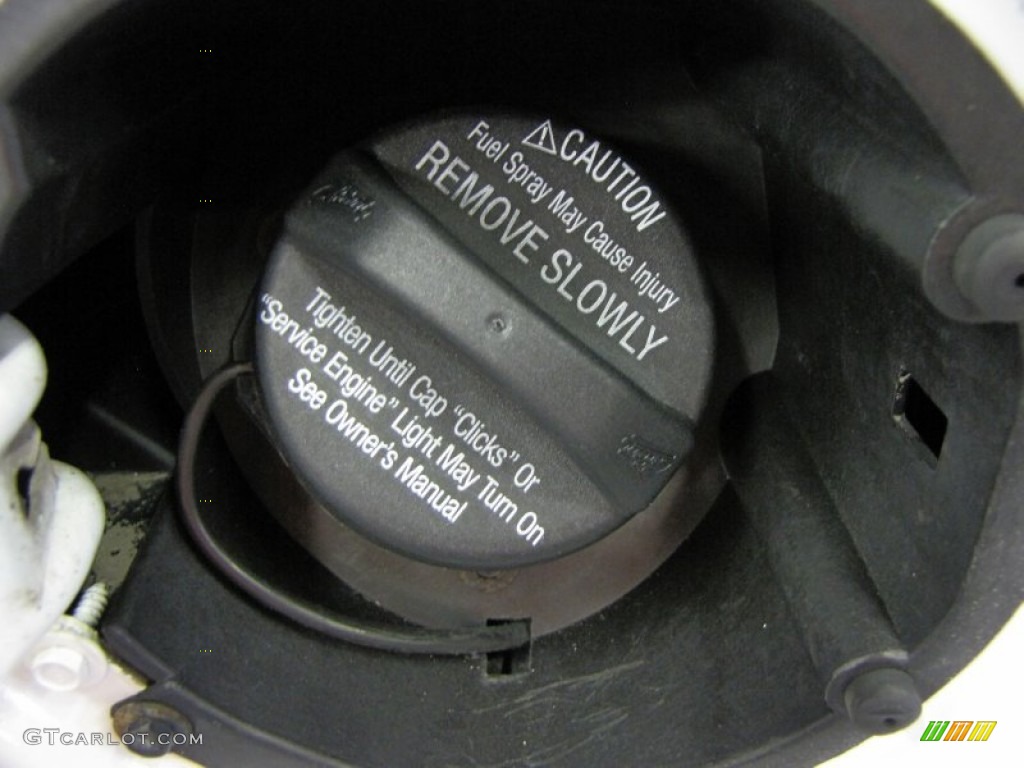 CAUTION
Fuel Spray May Cause Injury
REMOVE SLOWLY
Tighten Until Cap "Clicks" Or
"Service Engine" Light May Turn On
See Owner's Manual
GTCARLOT.COM